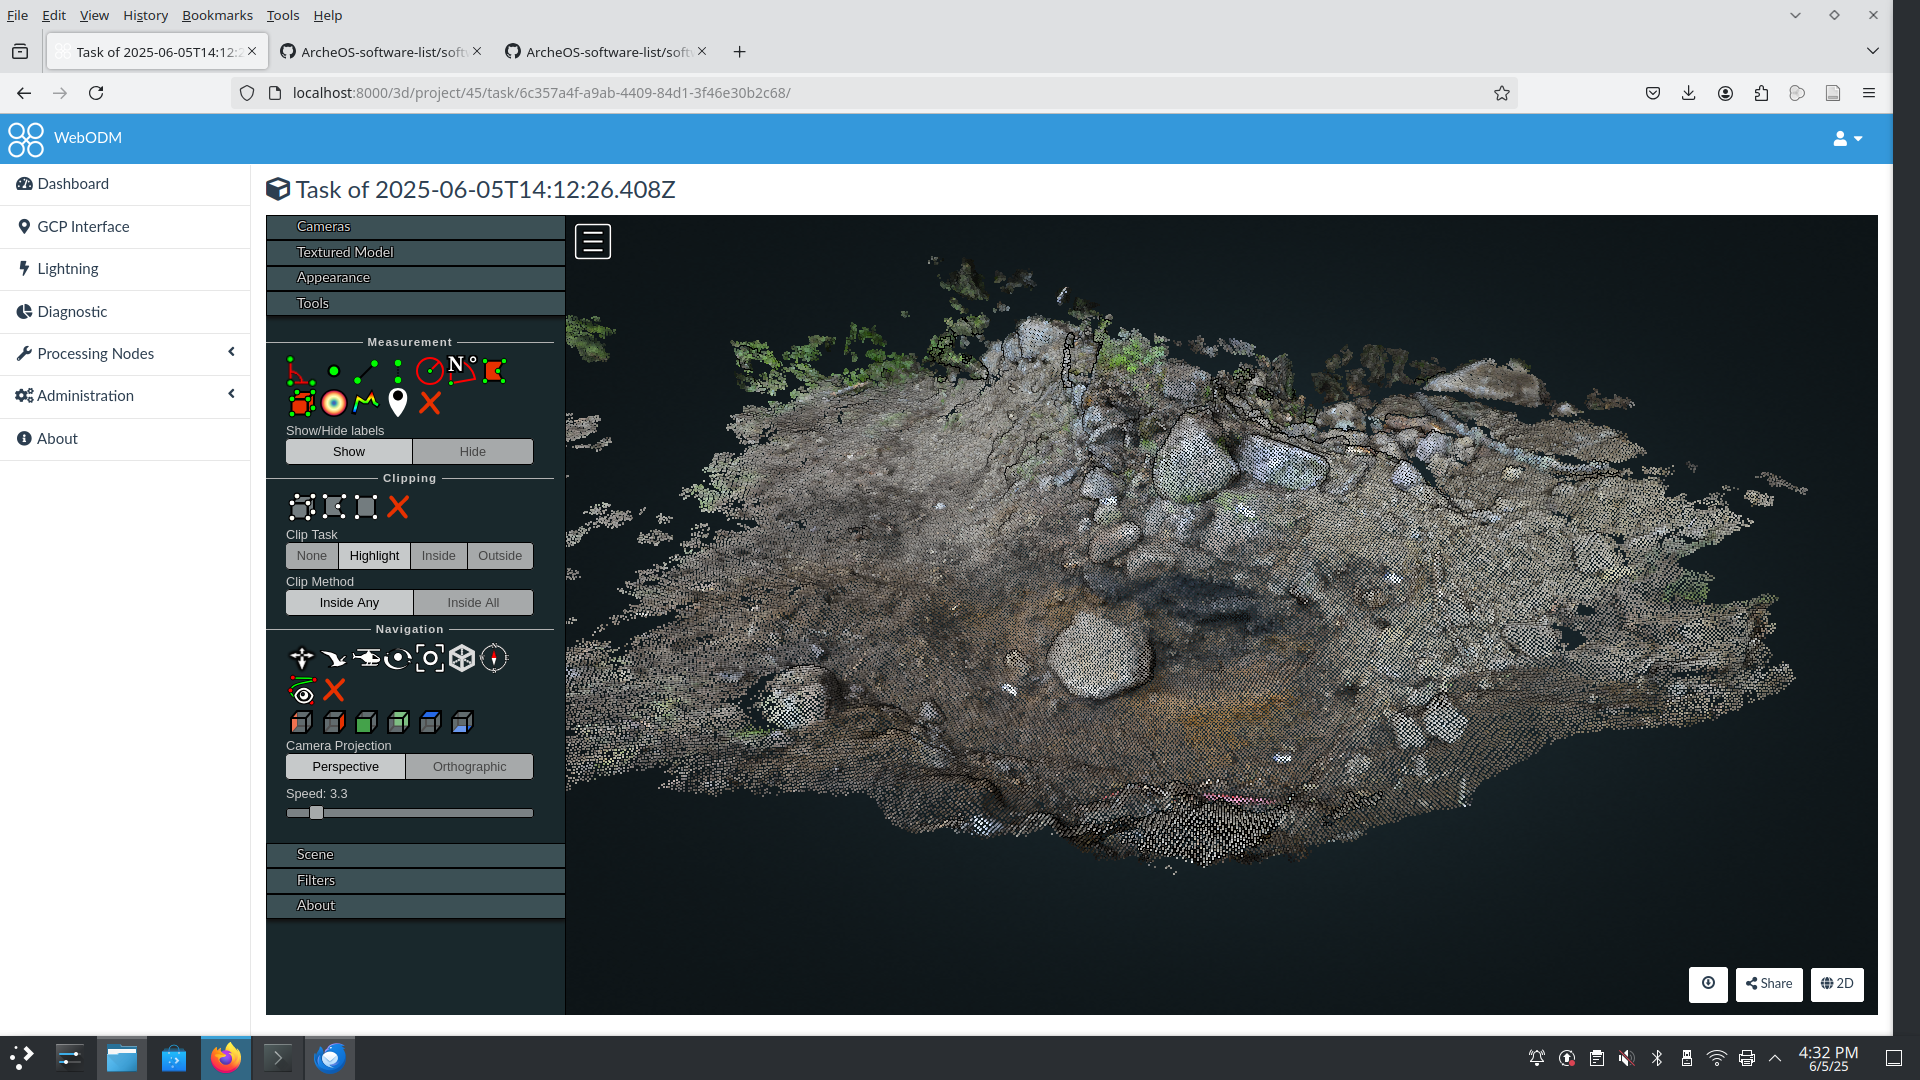 File Edit View History Bookmarks Tools Help
Task of 2025-06-05T14:12:2
ArcheOS-software-list/soft
ArcheOS-software-list/soft
localhost:8000/3d/project/45/task/6c357a4f-a9ab-4409-84d1-3f46e30b2c68/
WebODM
Dashboard
GCP Interface
Lightning
Diagnostic
Processing Nodes
Administration
About
Task of 2025-06-05T14:12:26.408Z
Cameras
Textured Model
Appearance
Tools
Measurement
N°
Show/Hide labels
Show Hide
Clipping
Clip Task
None Highlight Inside Outside
Clip Method
Inside Any Inside All
Navigation
Camera Projection
Perspective Orthographic
Speed: 3.3
Scene
Filters
About
Share
2D
4:32 PM
6/5/25